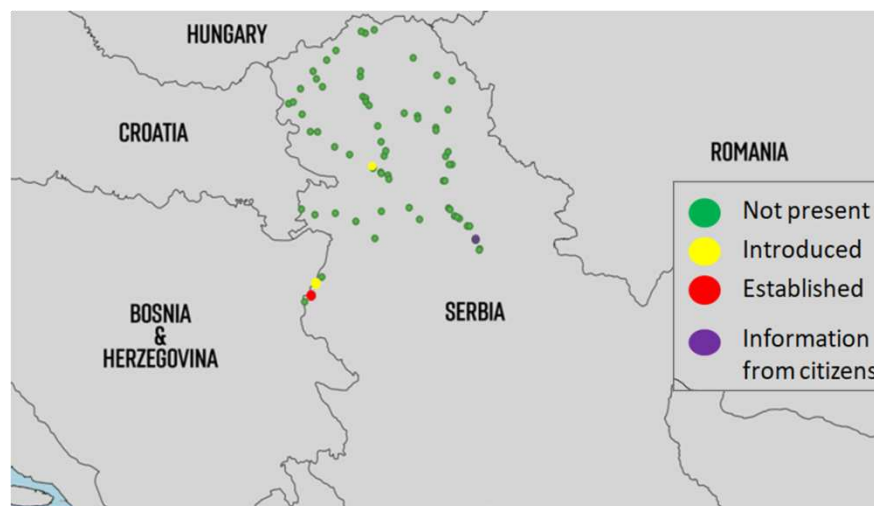 HUNGARY
CROATIA
ROMANIA
Not present
Introduced
Established
Information
from citizens
BOSNIA
&
HERZEGOVINA
SERBIA